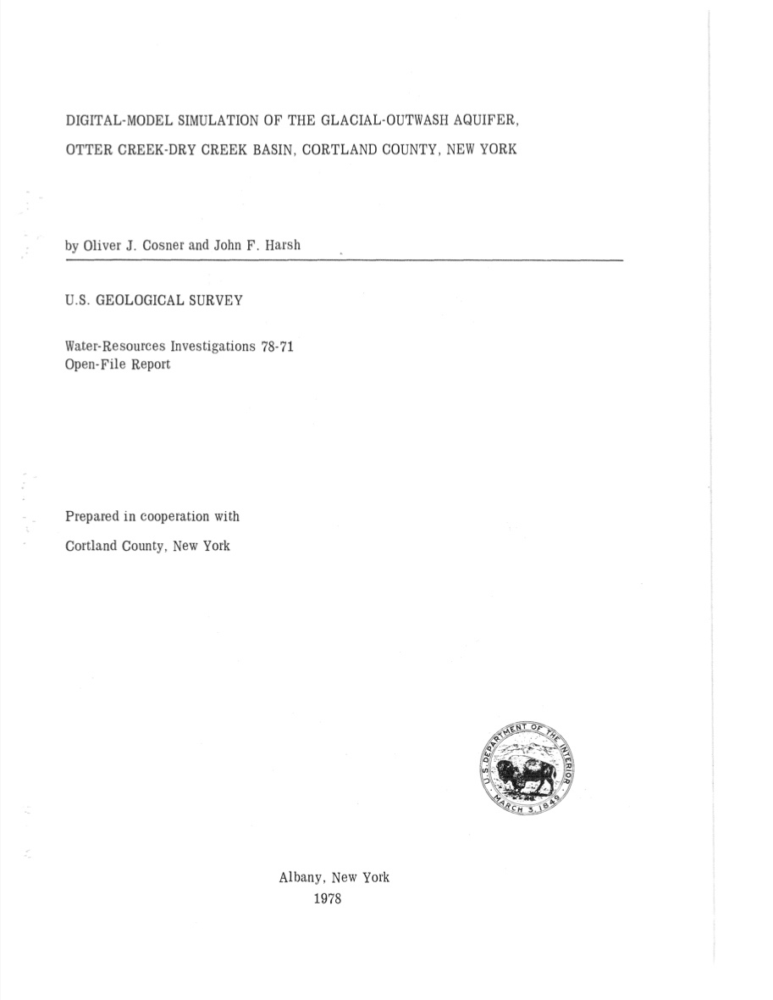 DIGITAL-MODEL SIMULATION OF THE GLACIAL-OUTWASH AQUIFER,
OTTER CREEK-DRY CREEK BASIN, CORTLAND COUNTY, NEW YORK
by Oliver J. Cosner and John F. Harsh
U.S. GEOLOGICAL SURVEY
Water-Resources Investigations 78-71
Open-File Report
Prepared in cooperation with
Cortland County, New York
U.S. DEPARTMENT OF THE INTERIOR
MARCH 3, 1849
Albany, New York
1978